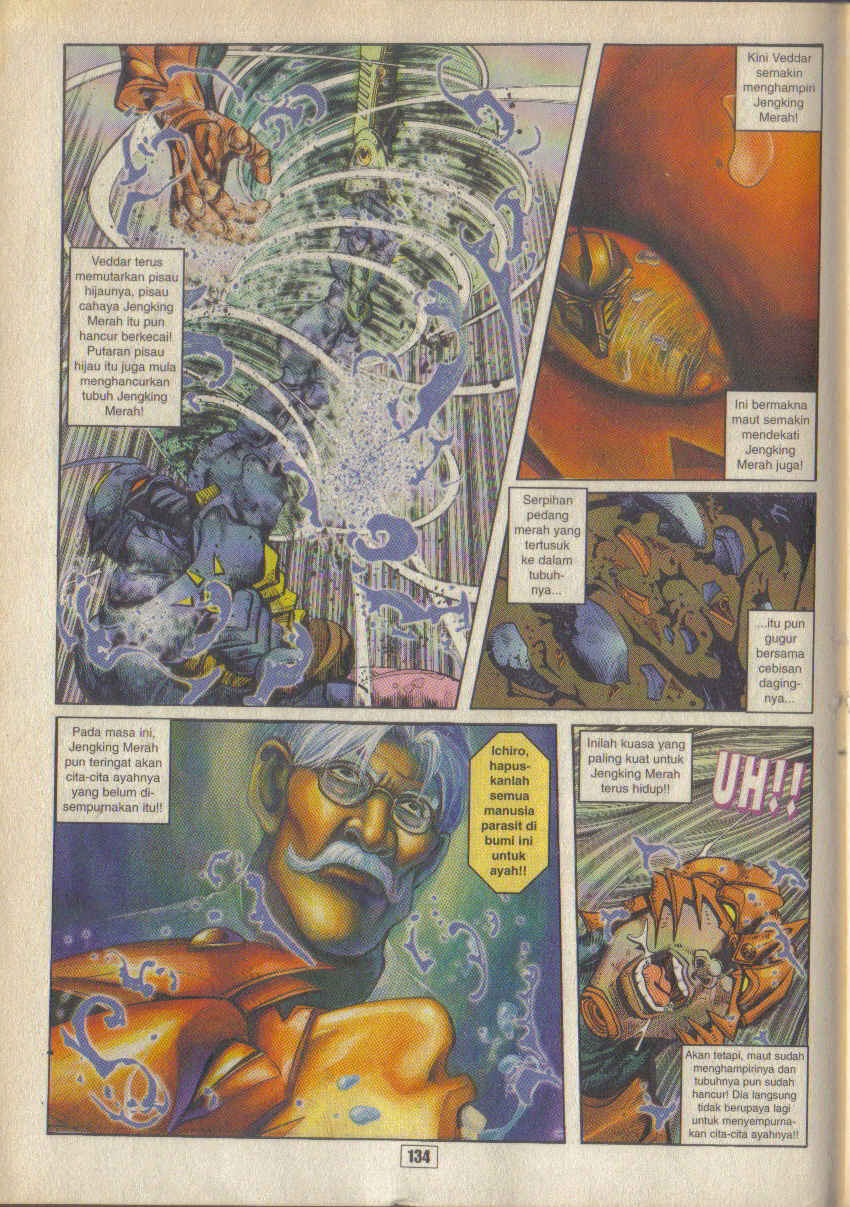 Veddar terus
memutarkan pisau
hijaunya, pisau
cahaya Jengking
Merah itu pun
hancur berkecai!
Putaran pisau
hijau itu juga mula
menghancurkan
tubuh Jengking
Merah!
Kini Veddar
semakin
menghampiri
Jengking
Merah!
Ini bermakna
maut semakin
mendekati
Jengking
Merah juga!
Serpihan
pedang
merah yang
tertusuk
ke dalam
tubuh-
nya...
...itu pun
gugur
bersama
cebisan
daging-
nya...
Pada masa ini,
Jengking Merah
pun teringat akan
cita-cita ayahnya
yang belum di-
sempurnakan itu!!
Ichiro,
hapus-
kanlah
semua
manusia
parasit di
bumi ini
untuk
ayah!!
Inilah kuasa yang
paling kuat untuk
Jengking Merah
terus hidup!!
UH!!
Akan tetapi, maut sudah
menghampirinya dan
tubuhnya pun sudah
hancur! Dia langsung
tidak berupaya lagi
untuk menyempurna-
kan cita-cita ayahnya!!
134